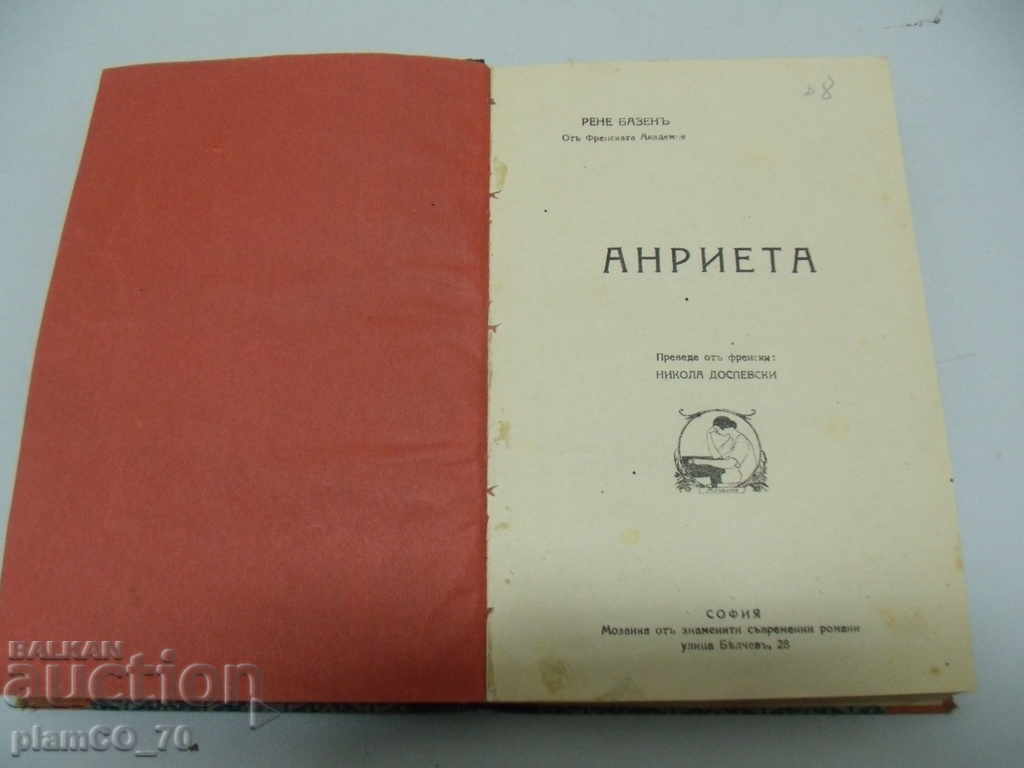 48
РЕНЕ БАЗЕНЪ
Отъ Френската Академия
АНРИЕТА
Преведе отъ френски:
НИКОЛА ДОСПЕВСКИ
СОФИЯ
Мозайка отъ знаменити съвременни романи
улица Бѣлчевъ, 28
BALKAN
auction
plamCO_70.